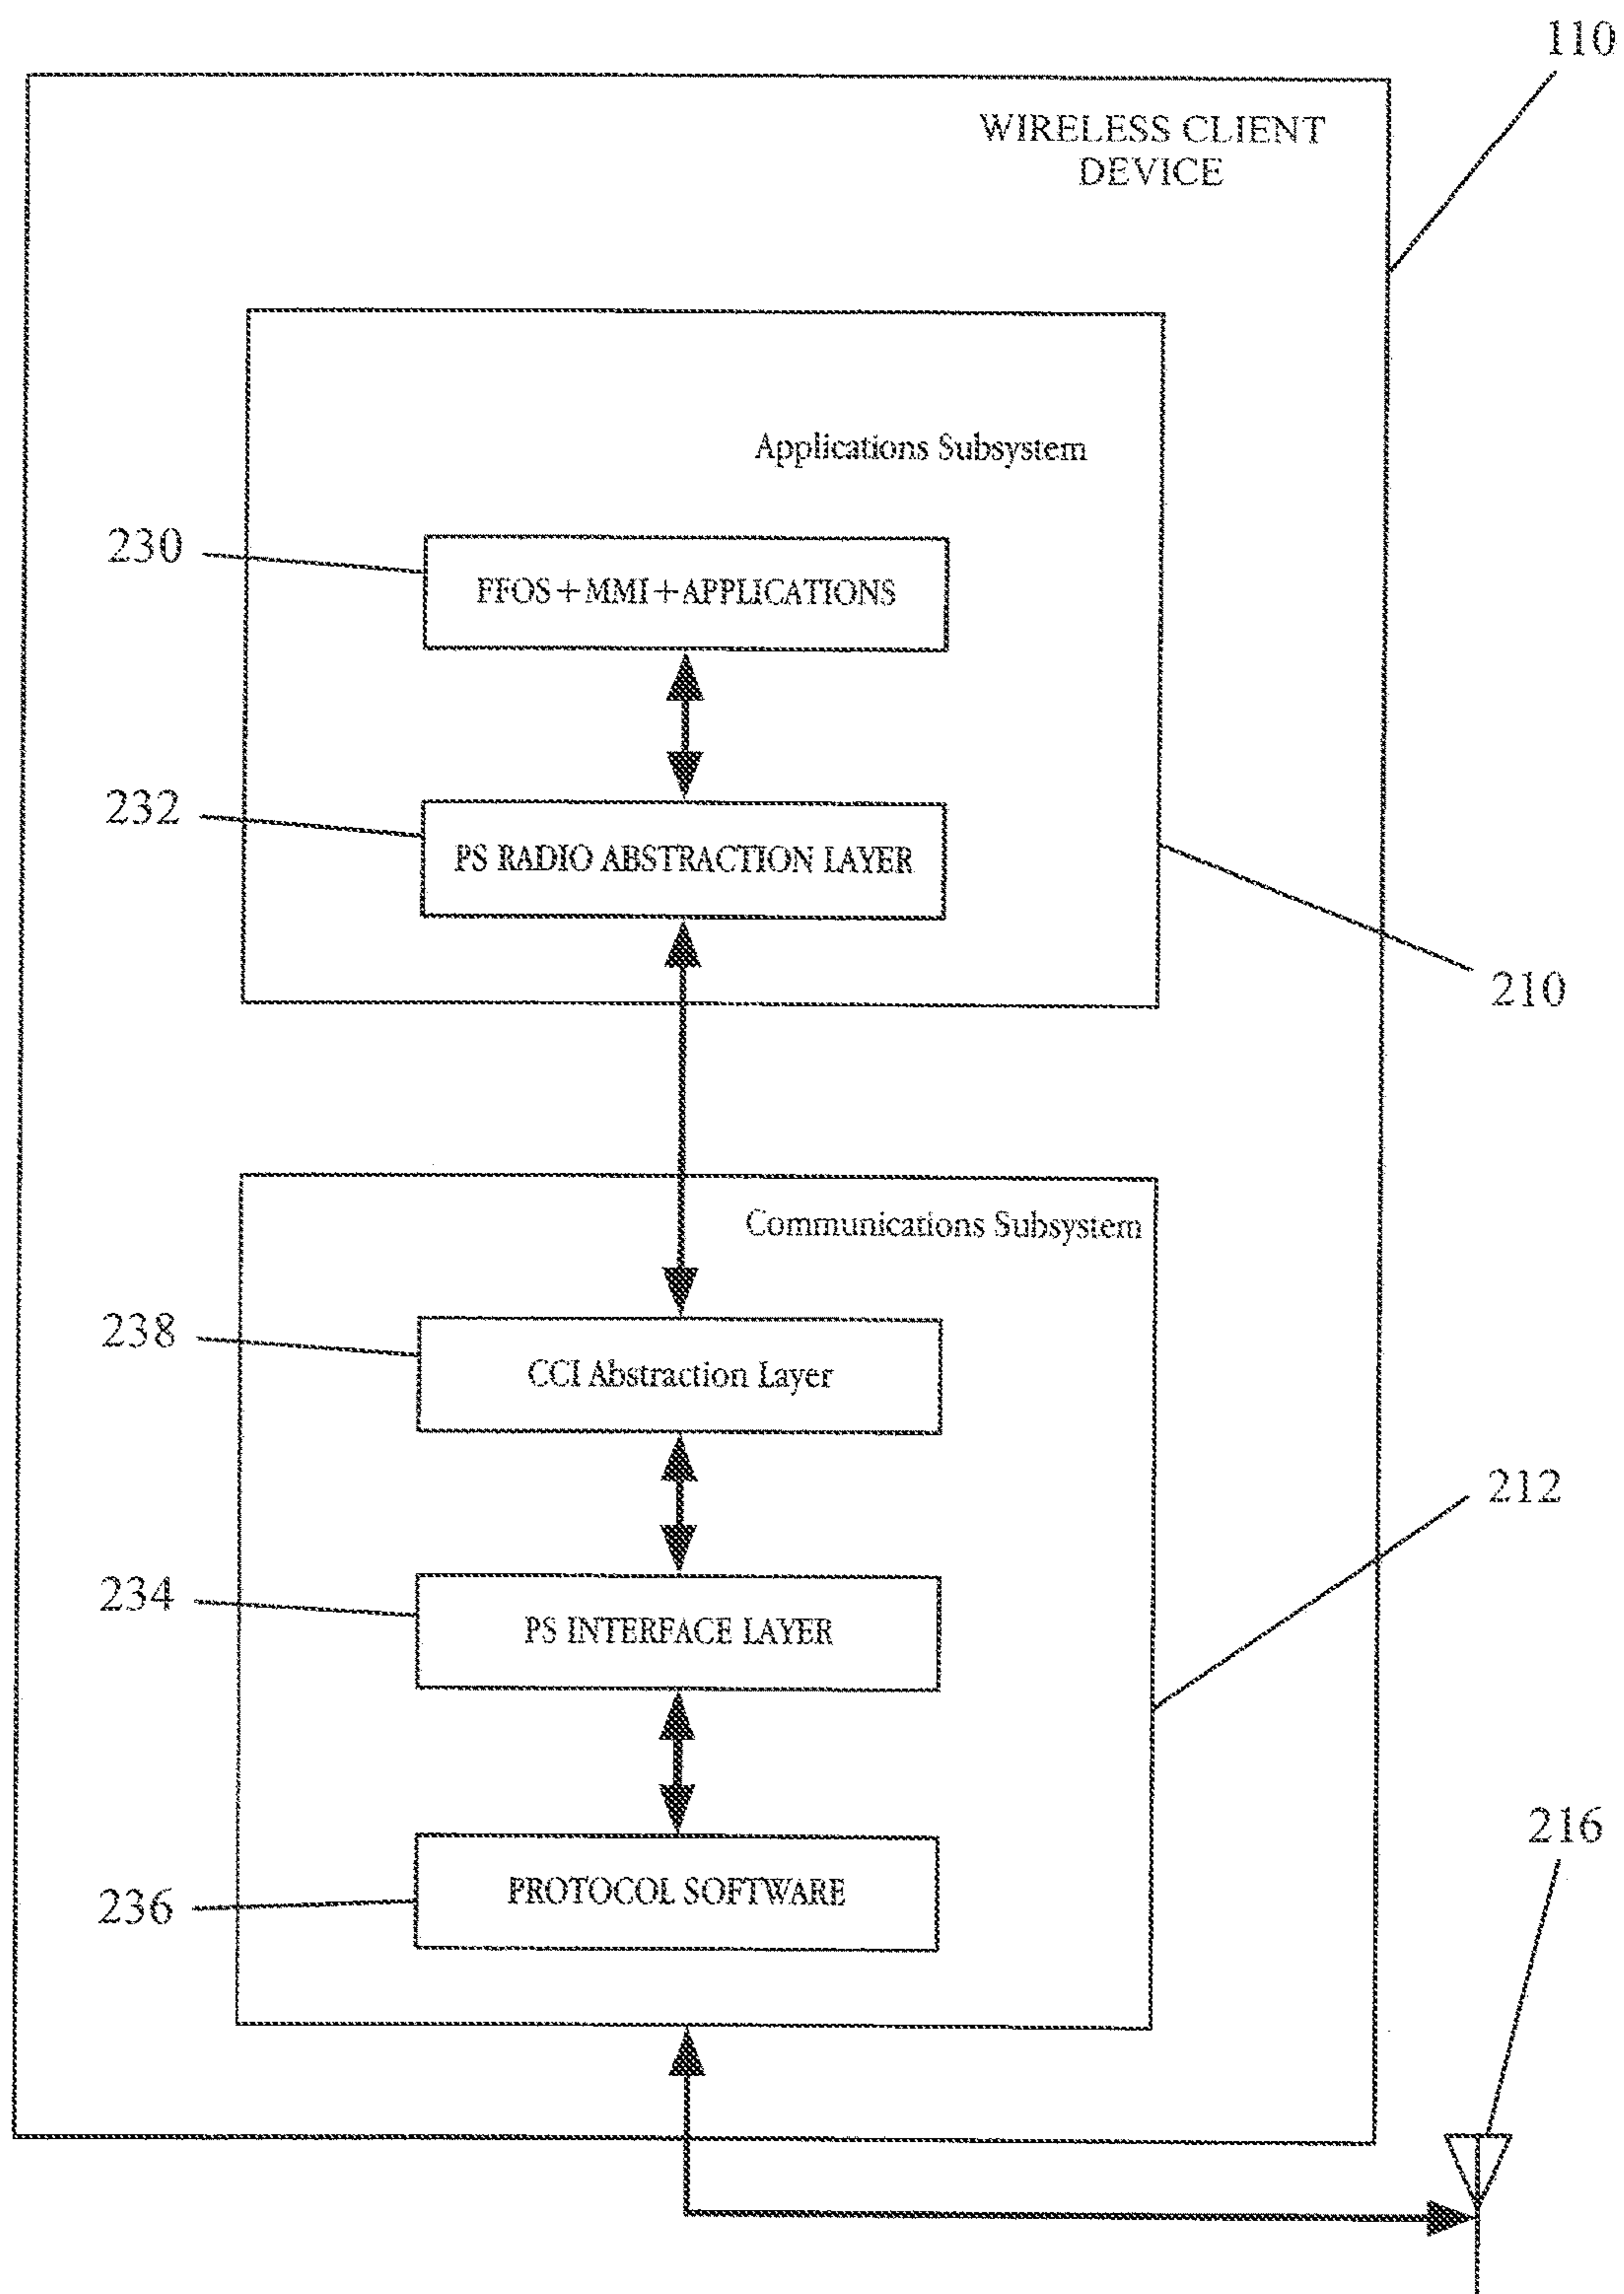 110
WIRELESS CLIENT
DEVICE
Applications Subsystem
230
FFOS+MMI+APPLICATIONS
232
PS RADIO ABSTRACTION LAYER
210
Communications Subsystem
238
CCI Abstraction Layer
212
234
PS INTERFACE LAYER
216
236
PROTOCOL SOFTWARE